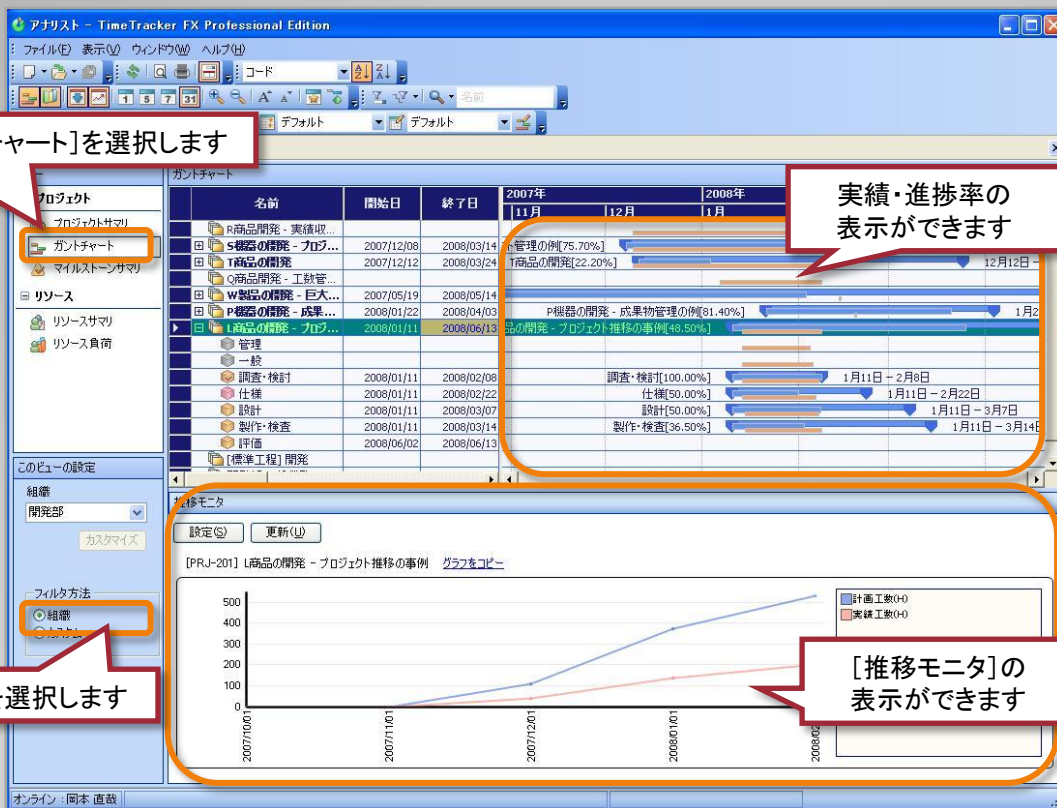 アナリスト - TimeTracker FX Professional Edition
ファイル(F) 表示(V) ウィンドウ(W) ヘルプ(H)
コード
1 5 7 31 名前
デフォルト デフォルト
チャート]を選択します
プロジェクト
プロジェクトサマリ
ガントチャート
マイルストーンサマリ
リソース
リソースサマリ
リソース負荷
このビューの設定
組織
開発部
カスタマイズ
フィルタ方法
組織
カスタム
を選択します
ガントチャート
名前 開始日 終了日 2007年 2008年
11月 12月 1月
R商品開発 - 実績収...
S機器の開発 - プロジ... 2007/12/08 2008/03/14 管理の例[75.70%]
T商品の開発 2007/12/12 2008/03/24 T商品の開発[22.20%] 12月12日 -
Q商品開発 - 工数管...
W製品の開発 - 巨大... 2007/05/19 2008/05/14
P機器の開発 - 成果... 2008/01/22 2008/04/03 P機器の開発 - 成果物管理の例[81.40%] 1月2
L商品の開発 - プロジ... 2008/01/11 2008/06/13 品の開発 - プロジェクト推移の事例[48.50%]
管理
一般
調査・検討 2008/01/11 2008/02/08 調査・検討[100.00%] 1月11日 - 2月8日
仕様 2008/01/11 2008/02/22 仕様[50.00%] 1月11日 - 2月22日
設計 2008/01/11 2008/03/07 設計[50.00%] 1月11日 - 3月7日
製作・検査 2008/01/11 2008/03/14 製作・検査[36.50%] 1月11日 - 3月14日
評価 2008/06/02 2008/06/13
[標準工程] 開発
実績・進捗率の
表示ができます
推移モニタ
設定(S) 更新(U)
[PRJ-201] L商品の開発 - プロジェクト推移の事例 グラフをコピー
500
400
300
200
100
0
2007/10/01
2007/11/01
2007/12/01
2008/01/01
2008/02
計画工数(H)
実績工数(H)
[推移モニタ]の
表示ができます
オンライン : 岡本 直哉